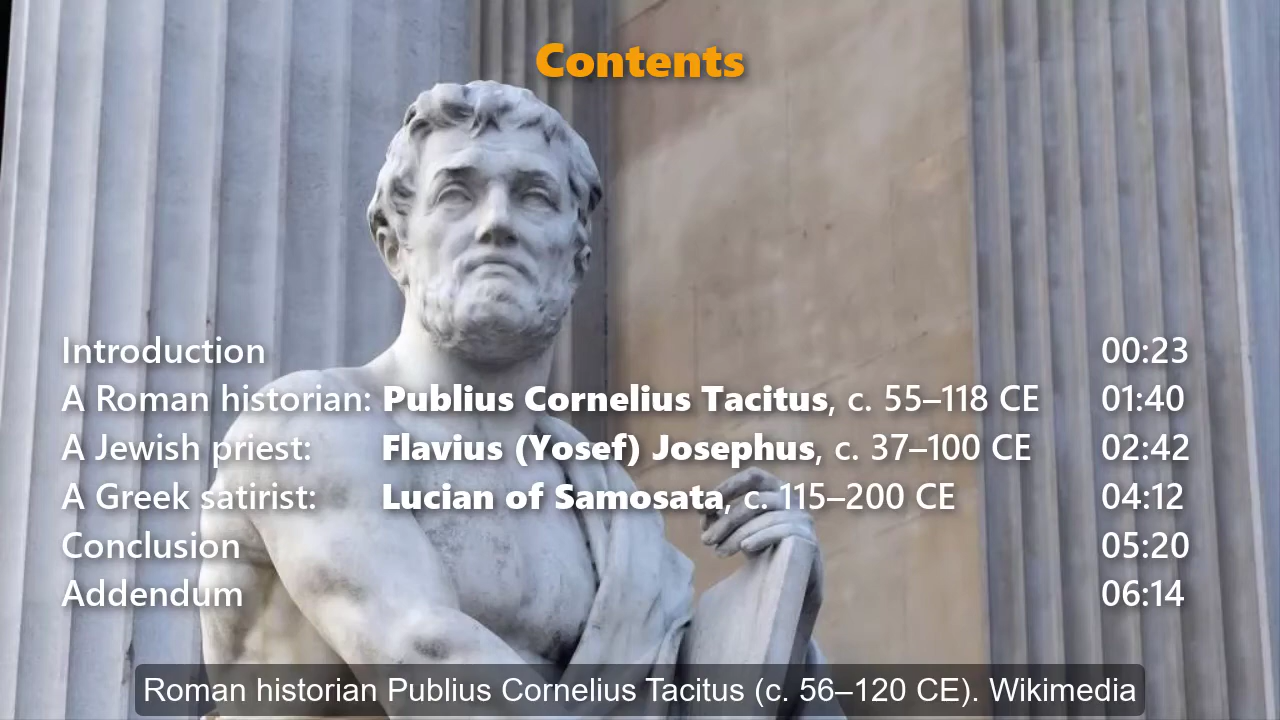 Contents
Introduction 00:23
A Roman historian: Publius Cornelius Tacitus, c. 55–118 CE 01:40
A Jewish priest: Flavius (Yosef) Josephus, c. 37–100 CE 02:42
A Greek satirist: Lucian of Samosata, c. 115–200 CE 04:12
Conclusion 05:20
Addendum 06:14
Roman historian Publius Cornelius Tacitus (c. 56–120 CE). Wikimedia